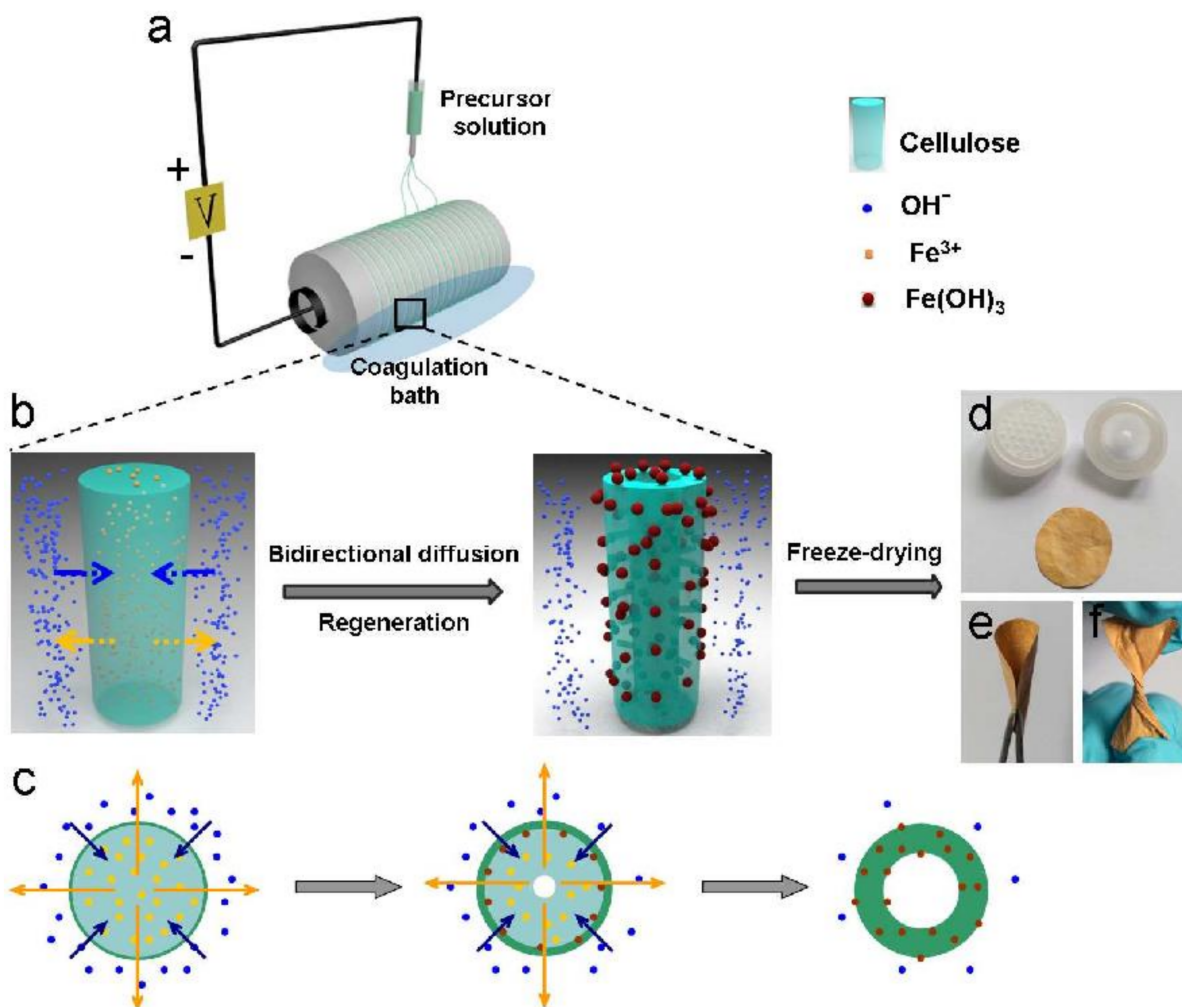 a
Precursor
solution
+
V
-
Coagulation
bath
Cellulose
OH⁻
Fe³⁺
Fe(OH)₃
b
Bidirectional diffusion
Regeneration
Freeze-drying
d
e
f
c